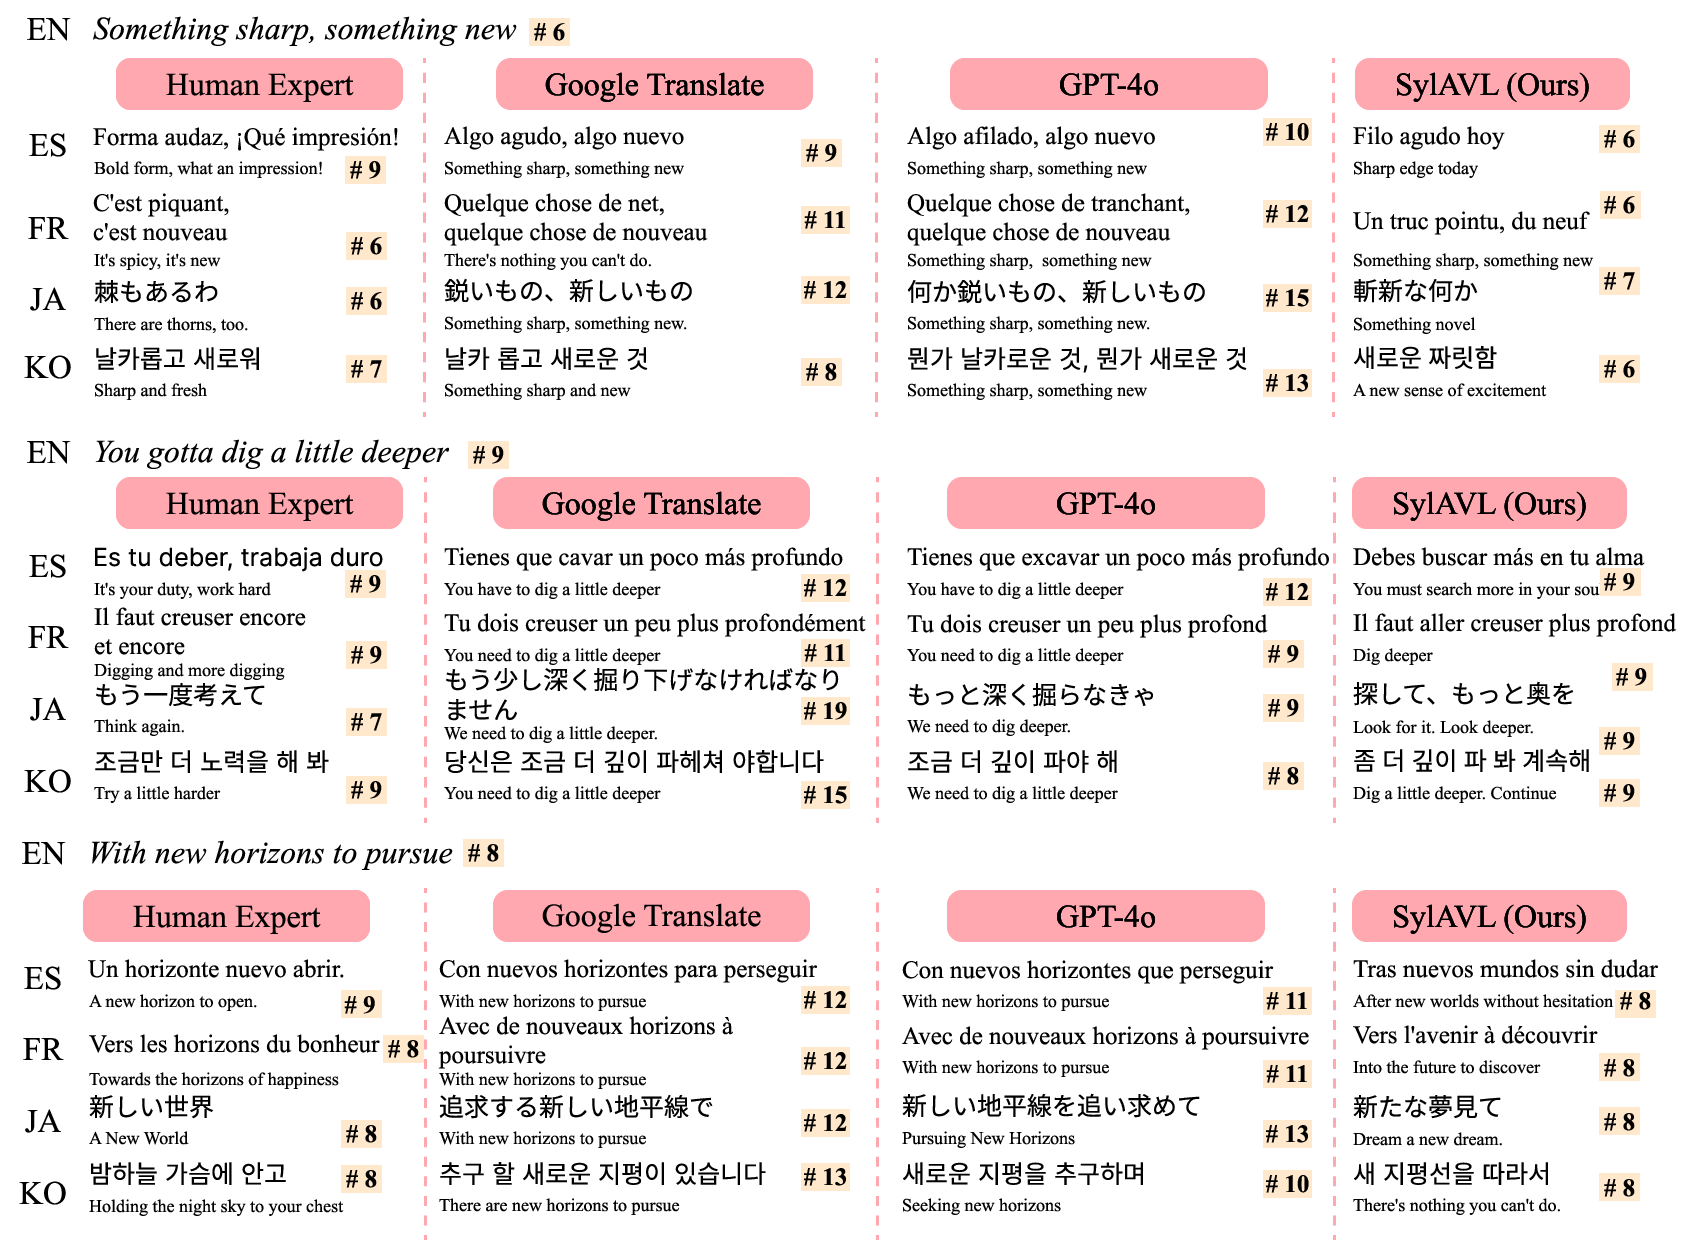 EN Something sharp, something new # 6
Human Expert Google Translate GPT-4o SylAVL (Ours)
ES Forma audaz, ¡Qué impresión! Algo agudo, algo nuevo Algo afilado, algo nuevo # 10 Filo agudo hoy # 6
Bold form, what an impression! # 9 Something sharp, something new # 9 Something sharp, something new Sharp edge today
FR C'est piquant, Quelque chose de net, Quelque chose de tranchant, Un truc pointu, du neuf # 6
c'est nouveau # 6 quelque chose de nouveau # 11 quelque chose de nouveau # 12
It's spicy, it's new There's nothing you can't do. Something sharp, something new Something sharp, something new
JA 棘もあるわ # 6 鋭いもの、新しいもの # 12 何か鋭いもの、新しいもの # 15 斬新な何か # 7
There are thorns, too. Something sharp, something new. Something sharp, something new. Something novel
KO 날카롭고 새로워 # 7 날카 롭고 새로운 것 # 8 뭔가 날카로운 것, 뭔가 새로운 것 새로운 짜릿함 # 6
Sharp and fresh Something sharp and new Something sharp, something new # 13 A new sense of excitement
EN You gotta dig a little deeper # 9
Human Expert Google Translate GPT-4o SylAVL (Ours)
ES Es tu deber, trabaja duro Tienes que cavar un poco más profundo Tienes que excavar un poco más profundo Debes buscar más en tu alma
It's your duty, work hard # 9 You have to dig a little deeper # 12 You have to dig a little deeper # 12 You must search more in your sou # 9
FR Il faut creuser encore Tu dois creuser un peu plus profondément Tu dois creuser un peu plus profond Il faut aller creuser plus profond
et encore # 9 You need to dig a little deeper # 11 You need to dig a little deeper # 9 Dig deeper # 9
Digging and more digging
JA もう一度考えて もう少し深く掘り下げなければなり もっと深く掘らなきゃ # 9 探して、もっと奥を
ません # 19
Think again. # 7 We need to dig a little deeper. We need to dig deeper. Look for it. Look deeper. # 9
KO 조금만 더 노력을 해 봐 당신은 조금 더 깊이 파헤쳐 야합니다 조금 더 깊이 파야 해 # 8 좀 더 깊이 파 봐 계속해
Try a little harder # 9 You need to dig a little deeper # 15 We need to dig a little deeper Dig a little deeper. Continue # 9
EN With new horizons to pursue # 8
Human Expert Google Translate GPT-4o SylAVL (Ours)
ES Un horizonte nuevo abrir. Con nuevos horizontes para perseguir Con nuevos horizontes que perseguir Tras nuevos mundos sin dudar
A new horizon to open. # 9 With new horizons to pursue # 12 With new horizons to pursue # 11 After new worlds without hesitation # 8
FR Vers les horizons du bonheur # 8 Avec de nouveaux horizons à Avec de nouveaux horizons à poursuivre Vers l'avenir à découvrir
poursuivre # 12
Towards the horizons of happiness With new horizons to pursue With new horizons to pursue # 11 Into the future to discover # 8
JA 新しい世界 追求する新しい地平線で # 12 新しい地平線を追い求めて 新たな夢見て # 8
A New World # 8 With new horizons to pursue Pursuing New Horizons # 13 Dream a new dream.
KO 밤하늘 가슴에 안고 # 8 추구 할 새로운 지평이 있습니다 # 13 새로운 지평을 추구하며 # 10 새 지평선을 따라서 # 8
Holding the night sky to your chest There are new horizons to pursue Seeking new horizons There's nothing you can't do.